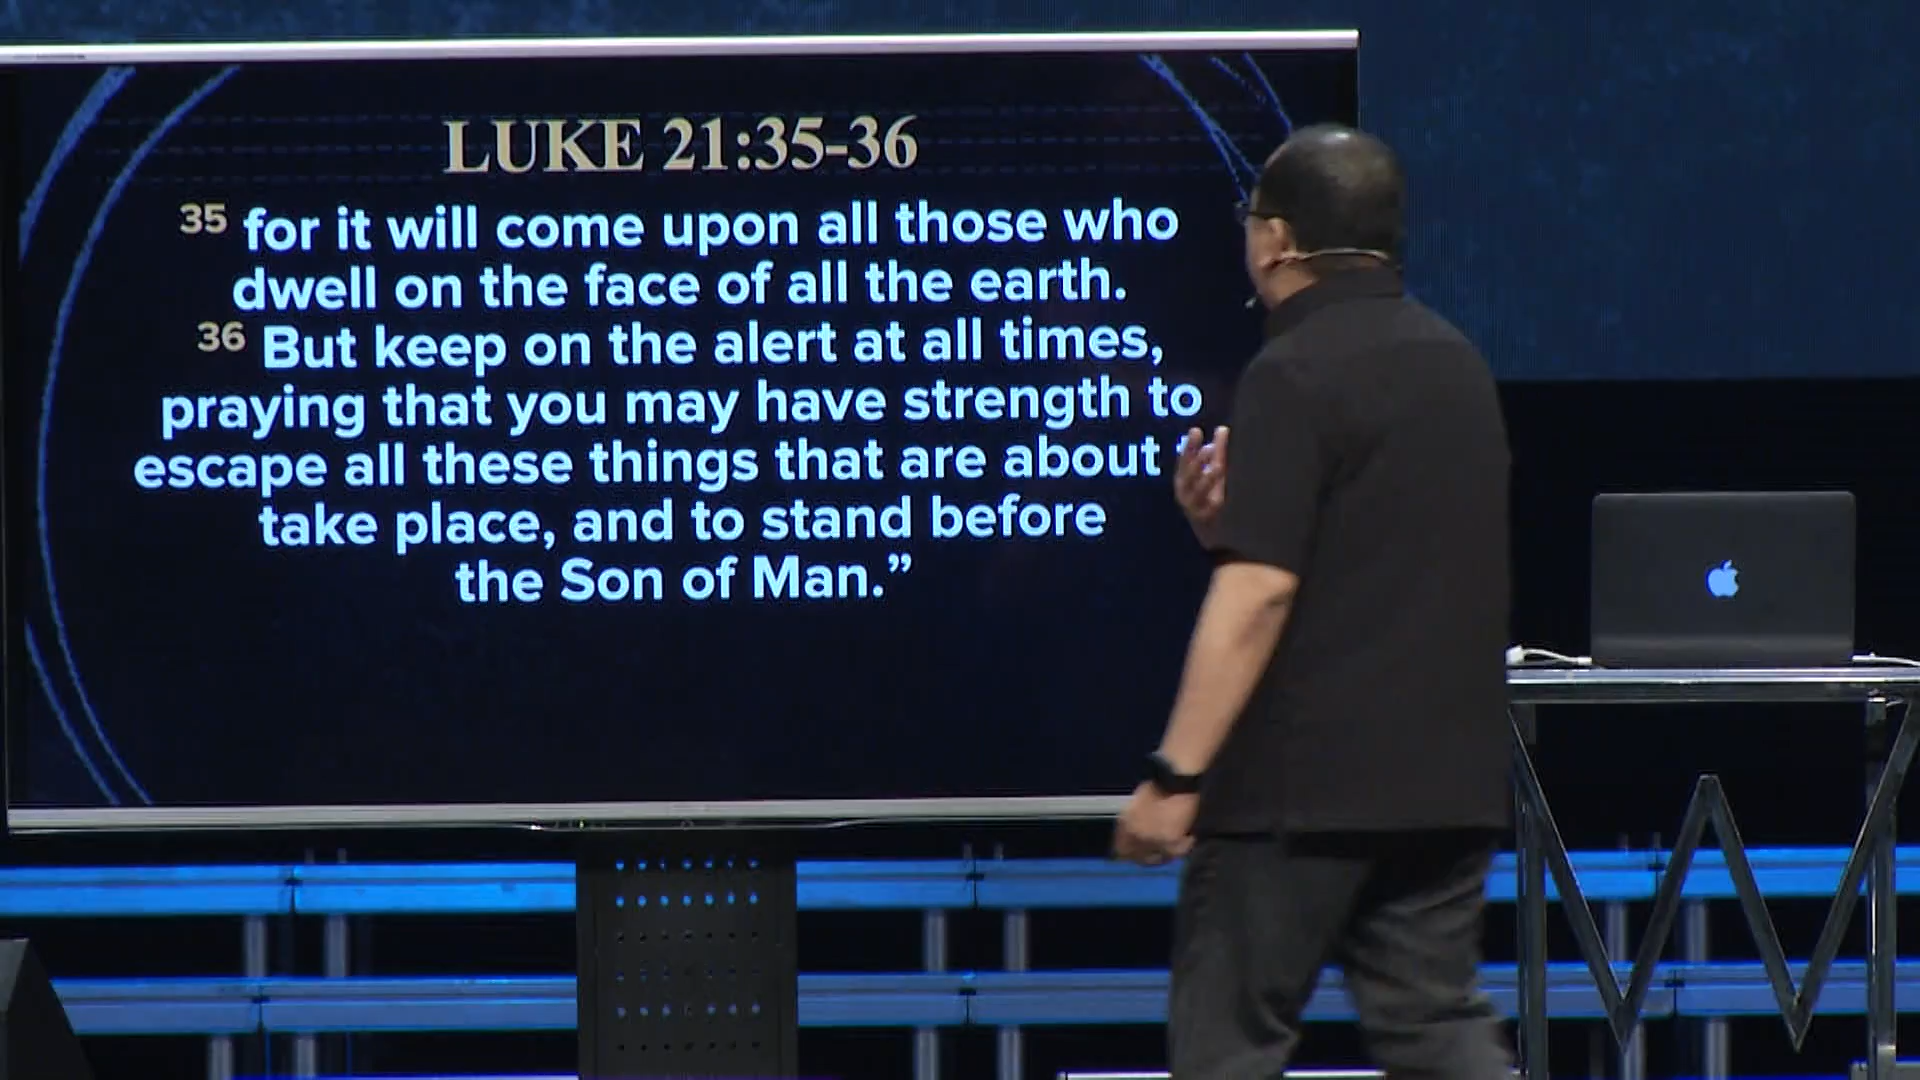 LUKE 21:35-36
35 for it will come upon all those who
dwell on the face of all the earth.
36 But keep on the alert at all times,
praying that you may have strength to
escape all these things that are about
take place, and to stand before
the Son of Man.”